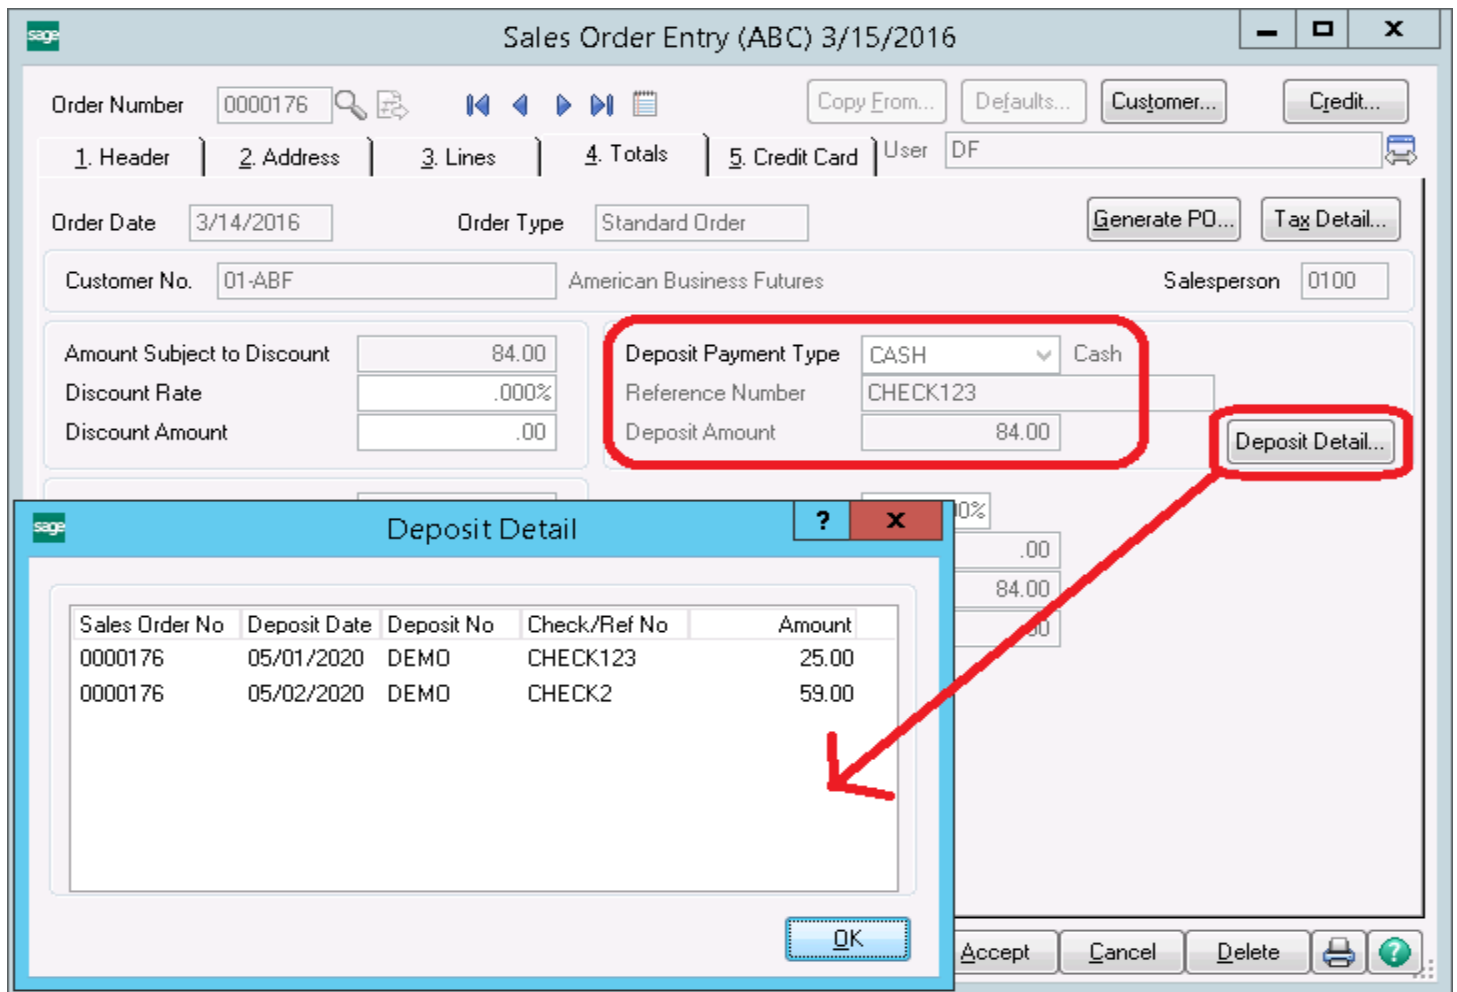 sage Sales Order Entry (ABC) 3/15/2016
Order Number 0000176 Copy From... Defaults... Customer... Credit...
1. Header 2. Address 3. Lines 4. Totals 5. Credit Card User DF
Order Date 3/14/2016 Order Type Standard Order Generate PO... Tax Detail...
Customer No. 01-ABF American Business Futures Salesperson 0100
Amount Subject to Discount 84.00 Deposit Payment Type CASH Cash
Discount Rate .000% Reference Number CHECK123
Discount Amount .00 Deposit Amount 84.00
Deposit Detail...
sage Deposit Detail ? x
.00
84.00
Sales Order No Deposit Date Deposit No Check/Ref No Amount
0000176 05/01/2020 DEMO CHECK123 25.00
0000176 05/02/2020 DEMO CHECK2 59.00
OK
Accept Cancel Delete ?